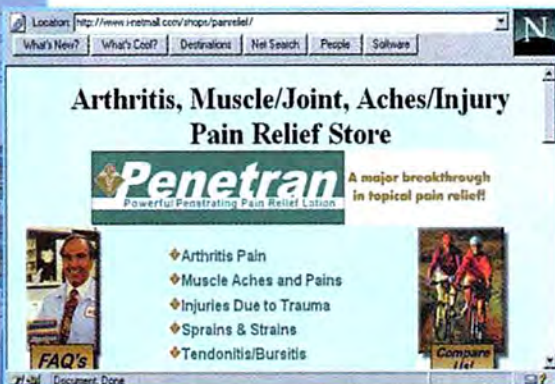 Location: http://www.i-netmall.com/shops/painrelief/
N
What's New? What's Cool? Destinations Net Search People Software
Arthritis, Muscle/Joint, Aches/Injury
Pain Relief Store
Penetran
Powerful Penetrating Pain Relief Lotion
A major breakthrough
in topical pain relief!
Arthritis Pain
Muscle Aches and Pains
Injuries Due to Trauma
Sprains & Strains
Tendonitis/Bursitis
FAQ's
Compare
Us!
Document: Done